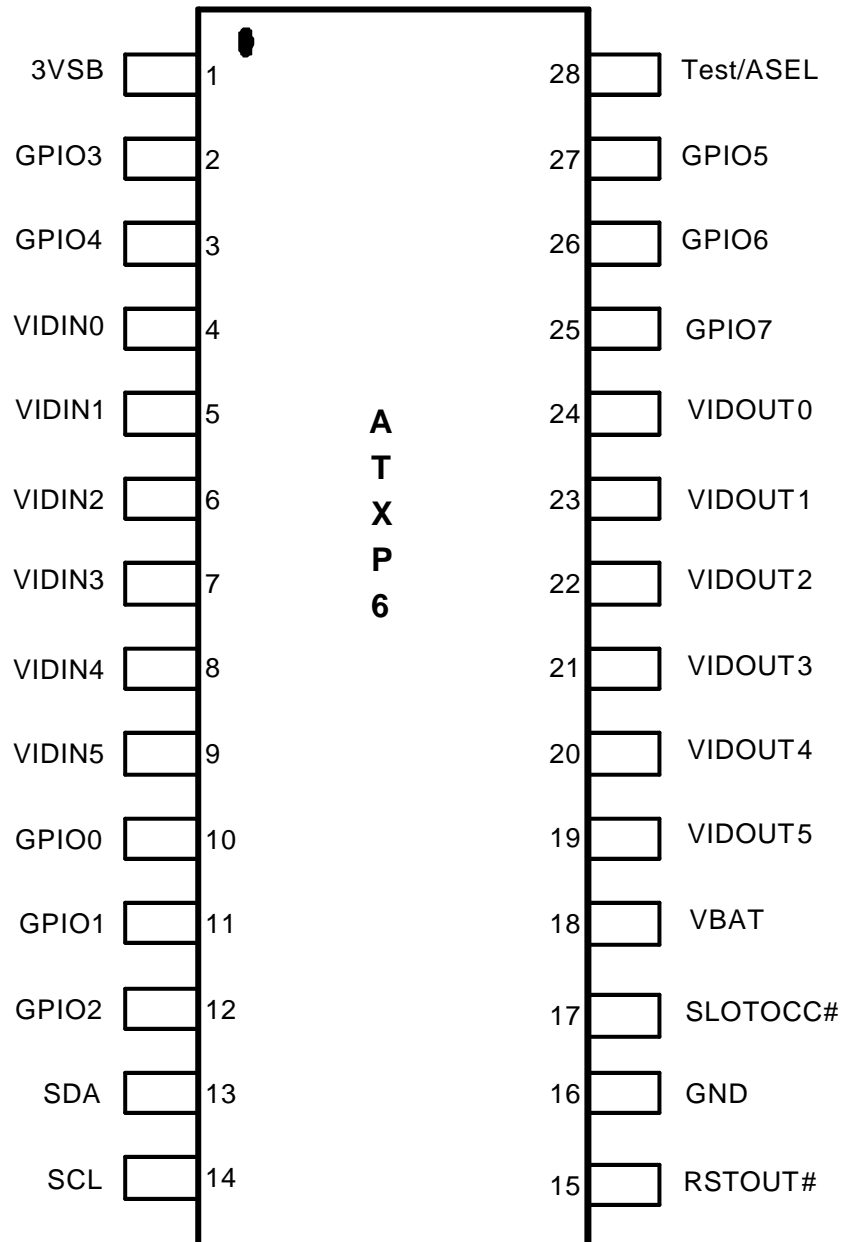 3VSB 1 28 Test/ASEL
GPIO3 2 27 GPIO5
GPIO4 3 26 GPIO6
VIDIN0 4 25 GPIO7
VIDIN1 5 24 VIDOUT0
VIDIN2 6 23 VIDOUT1
VIDIN3 7 22 VIDOUT2
VIDIN4 8 21 VIDOUT3
VIDIN5 9 20 VIDOUT4
GPIO0 10 19 VIDOUT5
GPIO1 11 18 VBAT
GPIO2 12 17 SLOTOCC#
SDA 13 16 GND
SCL 14 15 RSTOUT#
A
T
X
P
6